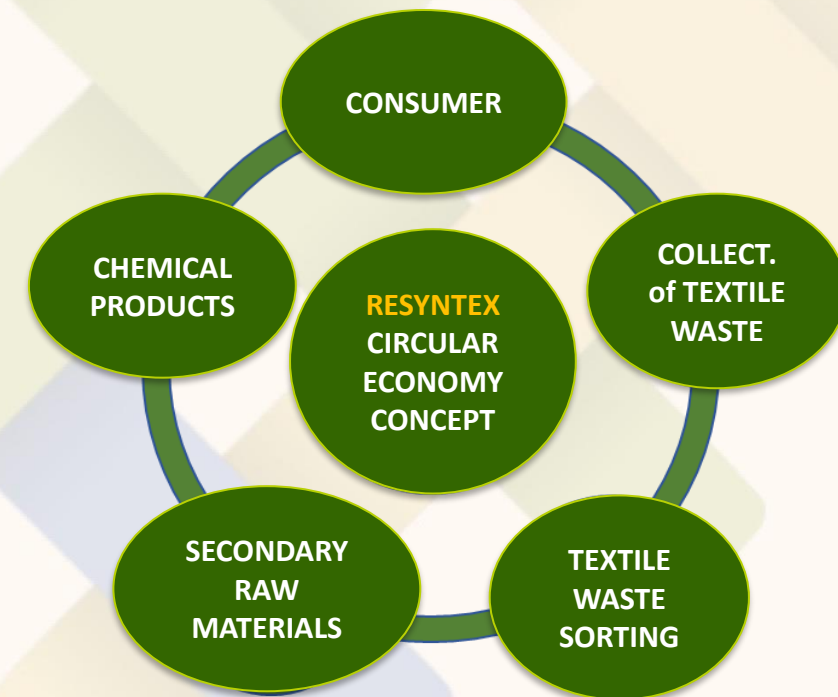 CONSUMER
COLLECT.
of TEXTILE
WASTE
TEXTILE
WASTE
SORTING
SECONDARY
RAW
MATERIALS
CHEMICAL
PRODUCTS
RESYNTEX
CIRCULAR
ECONOMY
CONCEPT